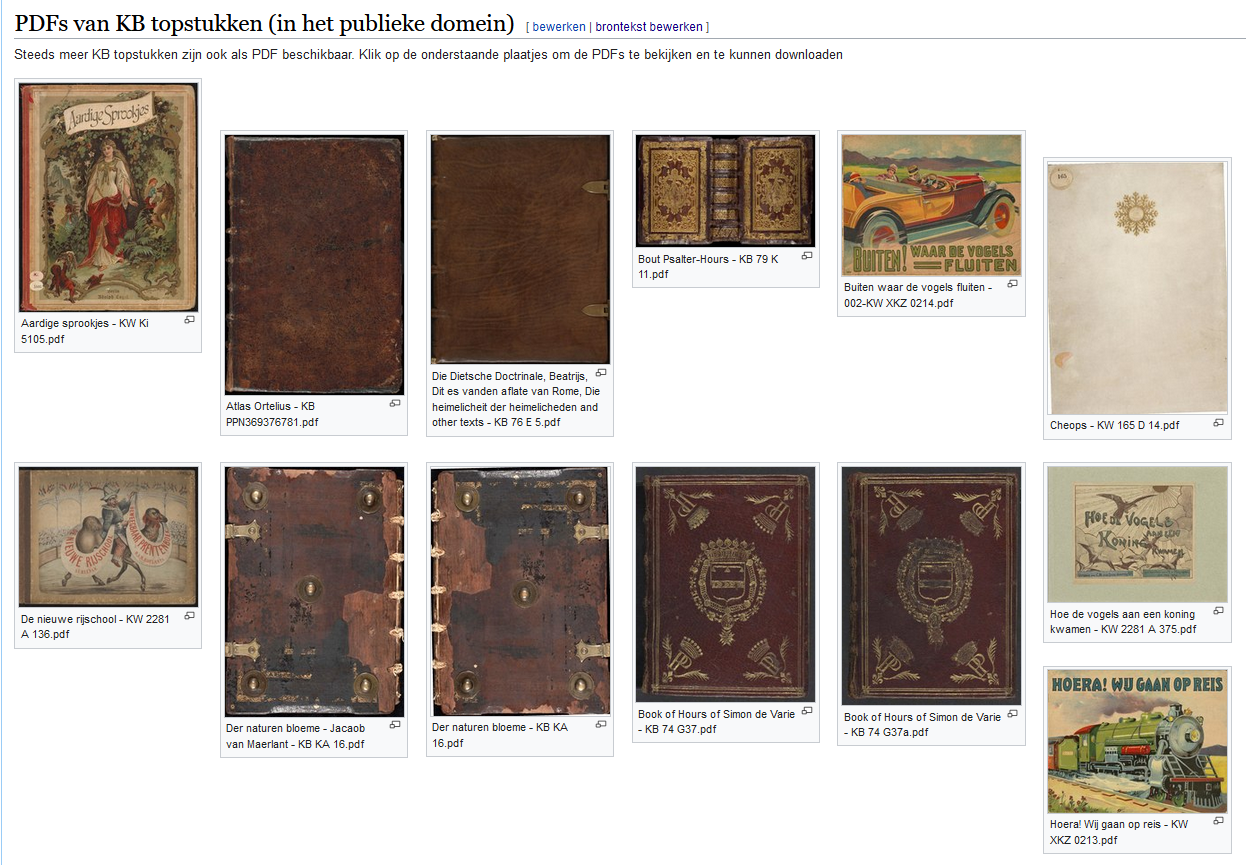 PDFs van KB topstukken (in het publieke domein) [ bewerken | brontekst bewerken ]
Steeds meer KB topstukken zijn ook als PDF beschikbaar. Klik op de onderstaande plaatjes om de PDFs te bekijken en te kunnen downloaden
Aardige Sprookjes
Aardige sprookjes - KW Ki
5105.pdf
Atlas Ortelius - KB
PPN369376781.pdf
Die Dietsche Doctrinale, Beatrijs,
Dit es vanden aflate van Rome, Die
heimelicheit der heimelicheden and
other texts - KB 76 E 5.pdf
Bout Psalter-Hours - KB 79 K
11.pdf
BUITEN! WAAR DE VOGELS
FLUITEN
Buiten waar de vogels fluiten -
002-KW XKZ 0214.pdf
165
Cheops - KW 165 D 14.pdf
NIEUWE RIJSCHOOL
De nieuwe rijschool - KW 2281
A 136.pdf
Der naturen bloeme - Jacaob
van Maerlant - KB KA 16.pdf
Der naturen bloeme - KB KA
16.pdf
Book of Hours of Simon de Varie
- KB 74 G37.pdf
Book of Hours of Simon de Varie
- KB 74 G37a.pdf
HOE DE VOGELS
AAN EEN
KONING
KWAMEN
Hoe de vogels aan een koning
kwamen - KW 2281 A 375.pdf
HOERA! WIJ GAAN OP REIS
Hoera! Wij gaan op reis - KW
XKZ 0213.pdf